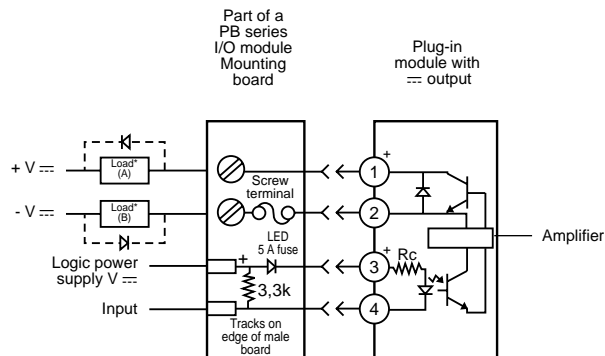 Part of a
PB series
I/O module
Mounting
board
Plug-in
module with
⎓ output
+ V ⎓
Load*
(A)
1
+
Screw
terminal
- V ⎓
Load*
(B)
2
LED
5 A fuse
Amplifier
Logic power
supply V ⎓
+
3
+
Rc
3,3k
Input
4
Tracks on
edge of male
board